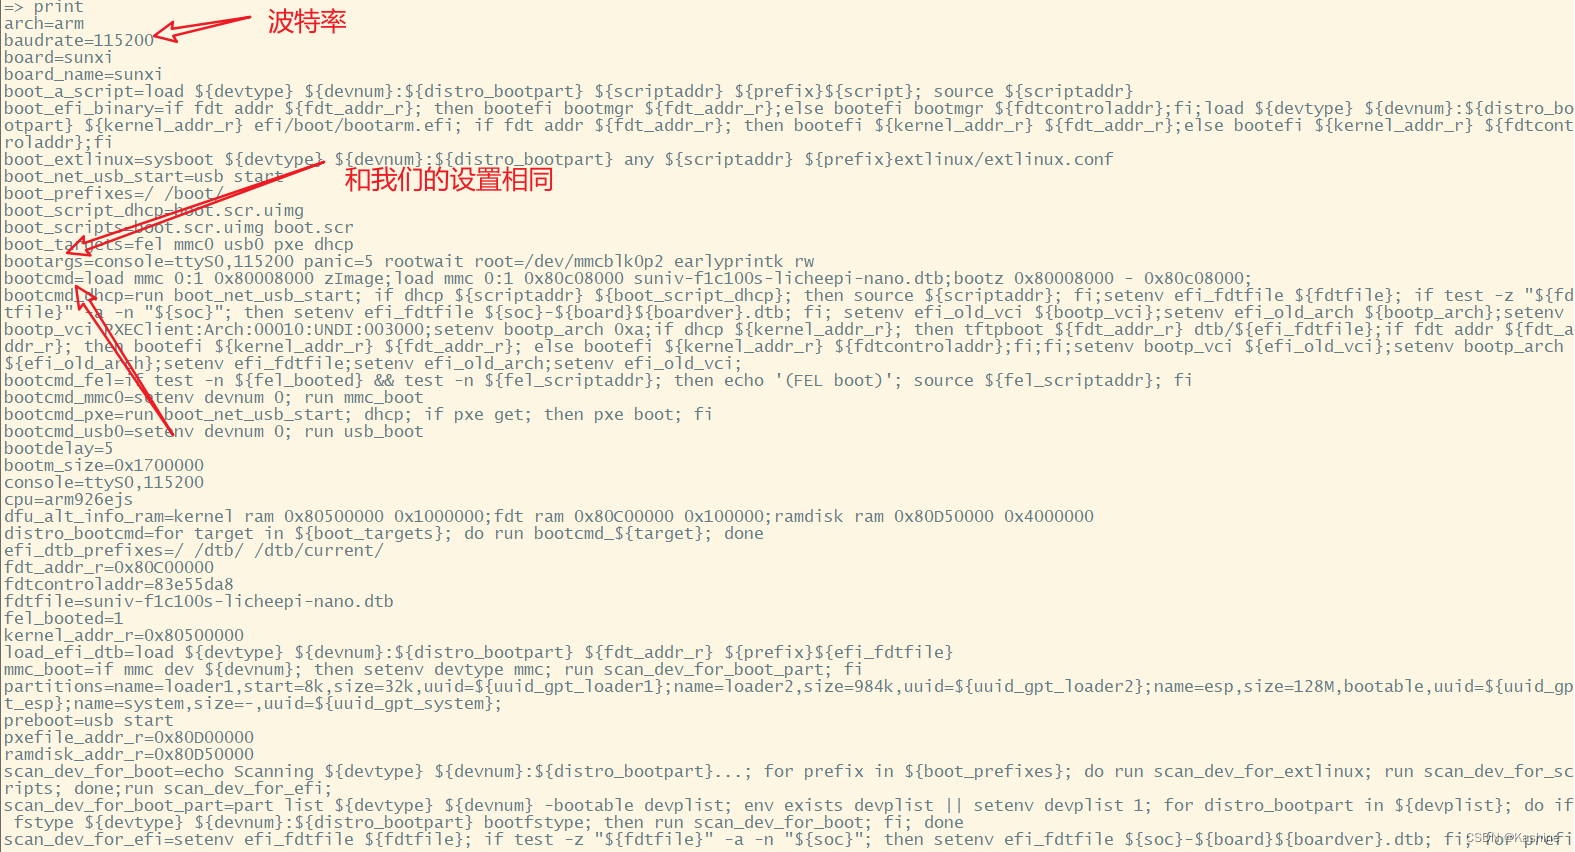 => print
arch=arm
波特率
baudrate=115200
board=sunxi
board_name=sunxi
boot_a_script=load ${devtype} ${devnum}:${distro_bootpart} ${scriptaddr} ${prefix}${script}; source ${scriptaddr}
boot_efi_binary=if fdt addr ${fdt_addr_r}; then bootefi bootmgr ${fdt_addr_r};else bootefi bootmgr ${fdtcontroladdr};fi;load ${devtype} ${devnum}:${distro_bo
otpart} ${kernel_addr_r} efi/boot/bootarm.efi; if fdt addr ${fdt_addr_r}; then bootefi ${kernel_addr_r} ${fdt_addr_r};else bootefi ${kernel_addr_r} ${fdtcont
roladdr};fi
boot_extlinux=sysboot ${devtype} ${devnum}:${distro_bootpart} any ${scriptaddr} ${prefix}extlinux/extlinux.conf
boot_net_usb_start=usb start
和我们的设置相同
boot_prefixes=/ /boot/
boot_script_dhcp=boot.scr.uimg
boot_scripts=boot.scr.uimg boot.scr
boot_targets=fel mmc0 usb0 pxe dhcp
bootargs=console=ttyS0,115200 panic=5 rootwait root=/dev/mmcblk0p2 earlyprintk rw
bootcmd=load mmc 0:1 0x80008000 zImage;load mmc 0:1 0x80c08000 suniv-f1c100s-licheepi-nano.dtb;bootz 0x80008000 - 0x80c08000;
bootcmd_dhcp=run boot_net_usb_start; if dhcp ${scriptaddr} ${boot_script_dhcp}; then source ${scriptaddr}; fi;setenv efi_fdtfile ${fdtfile}; if test -z "${fd
tfile}" -a -n "${soc}"; then setenv efi_fdtfile ${soc}-${board}${boardver}.dtb; fi; setenv efi_old_vci ${bootp_vci};setenv efi_old_arch ${bootp_arch};setenv
bootp_vci PXEClient:Arch:00010:UNDI:003000;setenv bootp_arch 0xa;if dhcp ${kernel_addr_r}; then tftpboot ${fdt_addr_r} dtb/${efi_fdtfile};if fdt addr ${fdt_a
ddr_r}; then bootefi ${kernel_addr_r} ${fdt_addr_r}; else bootefi ${kernel_addr_r} ${fdtcontroladdr};fi;fi;setenv bootp_vci ${efi_old_vci};setenv bootp_arch
${efi_old_arch};setenv efi_fdtfile;setenv efi_old_arch;setenv efi_old_vci;
bootcmd_fel=if test -n ${fel_booted} && test -n ${fel_scriptaddr}; then echo '(FEL boot)'; source ${fel_scriptaddr}; fi
bootcmd_mmc0=setenv devnum 0; run mmc_boot
bootcmd_pxe=run boot_net_usb_start; dhcp; if pxe get; then pxe boot; fi
bootcmd_usb0=setenv devnum 0; run usb_boot
bootdelay=5
bootm_size=0x1700000
console=ttyS0,115200
cpu=arm926ejs
dfu_alt_info_ram=kernel ram 0x80500000 0x1000000;fdt ram 0x80C00000 0x100000;ramdisk ram 0x80D50000 0x4000000
distro_bootcmd=for target in ${boot_targets}; do run bootcmd_${target}; done
efi_dtb_prefixes=/ /dtb/ /dtb/current/
fdt_addr_r=0x80C00000
fdtcontroladdr=83e55da8
fdtfile=suniv-f1c100s-licheepi-nano.dtb
fel_booted=1
kernel_addr_r=0x80500000
load_efi_dtb=load ${devtype} ${devnum}:${distro_bootpart} ${fdt_addr_r} ${prefix}${efi_fdtfile}
mmc_boot=if mmc dev ${devnum}; then setenv devtype mmc; run scan_dev_for_boot_part; fi
partitions=name=loader1,start=8k,size=32k,uuid=${uuid_gpt_loader1};name=loader2,size=984k,uuid=${uuid_gpt_loader2};name=esp,size=128M,bootable,uuid=${uuid_gp
t_esp};name=system,size=-,uuid=${uuid_gpt_system};
preboot=usb start
pxefile_addr_r=0x80D00000
ramdisk_addr_r=0x80D50000
scan_dev_for_boot=echo Scanning ${devtype} ${devnum}:${distro_bootpart}...; for prefix in ${boot_prefixes}; do run scan_dev_for_extlinux; run scan_dev_for_sc
ripts; done;run scan_dev_for_efi;
scan_dev_for_boot_part=part list ${devtype} ${devnum} -bootable devplist; env exists devplist || setenv devplist 1; for distro_bootpart in ${devplist}; do if
fstype ${devtype} ${devnum}:${distro_bootpart} bootfstype; then run scan_dev_for_boot; fi; done
scan_dev_for_efi=setenv efi_fdtfile ${fdtfile}; if test -z "${fdtfile}" -a -n "${soc}"; then setenv efi_fdtfile ${soc}-${board}${boardver}.dtb; fi; for prefi